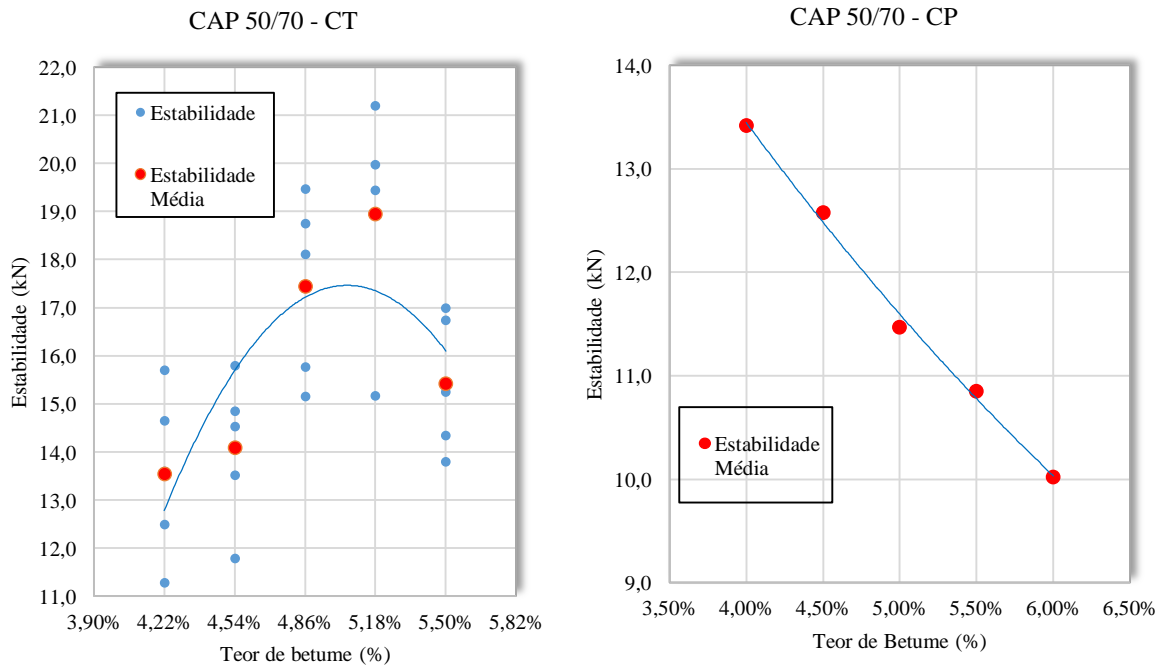 CAP 50/70 - CT
22,0
21,0
20,0
19,0
18,0
17,0
16,0
15,0
14,0
13,0
12,0
11,0
Estabilidade (kN)
Estabilidade
Estabilidade
Média
3,90% 4,22% 4,54% 4,86% 5,18% 5,50% 5,82%
Teor de betume (%)
CAP 50/70 - CP
14,0
13,0
12,0
11,0
10,0
9,0
Estabilidade (kN)
Estabilidade
Média
3,50% 4,00% 4,50% 5,00% 5,50% 6,00% 6,50%
Teor de Betume (%)